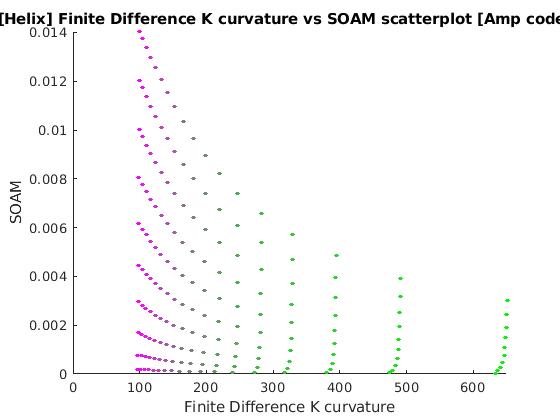 [Helix] Finite Difference K curvature vs SOAM scatterplot [Amp code
0.014
0.012
0.01
0.008
0.006
0.004
0.002
0
SOAM
0 100 200 300 400 500 600
Finite Difference K curvature